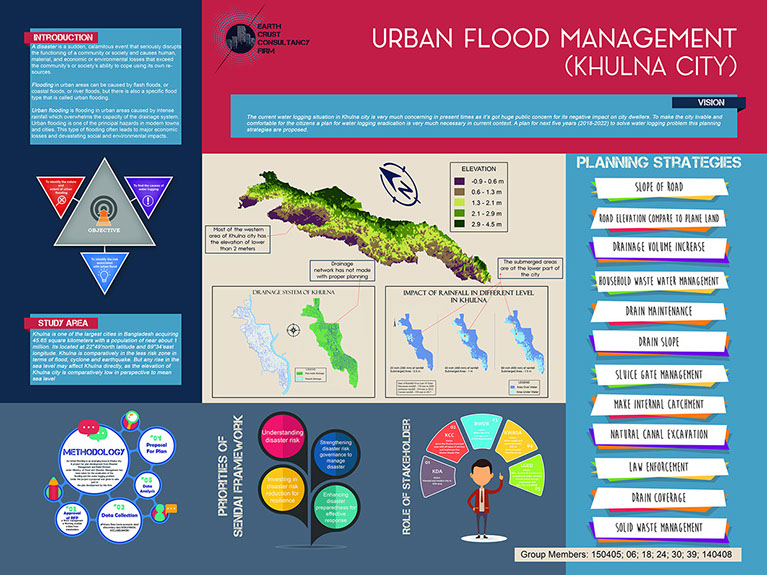 EARTH
CRUST
CONSULTANCY
FIRM
URBAN FLOOD MANAGEMENT
(KHULNA CITY)
VISION
The current water logging situation in Khulna city is very much concerning in present times as it's got huge public concern for its negative impact on city dwellers. To make the city livable and
comfortable for the citizens a plan for water logging eradication is very much necessary in current context. A plan for next five years (2018-2022) to solve water logging problem this planning
strategies are proposed.
INTRODUCTION
A disaster is a sudden, calamitous event that seriously disrupts
the functioning of a community or society and causes human,
material, and economic or environmental losses that exceed
the community's or society's ability to cope using its own re-
sources.
Flooding in urban areas can be caused by flash floods, or
coastal floods, or river floods, but there is also a specific flood
type that is called urban flooding.
Urban flooding is flooding in urban areas caused by intense
rainfall which overwhelms the capacity of the drainage system.
Urban flooding is one of the principal hazards in modern towns
and cities. This type of flooding often leads to major economic
losses and devastating social and environmental impacts.
To identify the nature
and extent of urban
flooding
To find the causes of
water logging
OBJECTIVE
To identify the risk
associated
with urban flood
STUDY AREA
Khulna is one of the largest cities in Bangladesh acquiring
45.65 square kilometers with a population of near about 1
million. Its located at 22°49'north latitude and 89°34'east
longitude. Khulna is comparatively in the less risk zone in
terms of flood, cyclone and earthquake. But any rise in the
sea level may affect Khulna directly, as the elevation of
Khulna city is comparatively low in perspective to mean
sea level
ELEVATION
-0.9 - 0.6 m
0.6 - 1.3 m
1.3 - 2.1 m
2.1 - 2.9 m
2.9 - 4.5 m
Most of the western
area of Khulna city has
the elevation of lower
than 2 meters
Drainage
network has not made
with proper planning
The submerged areas
are at the lower part of
the city
DRAINAGE SYSTEM OF KHULNA
IMPACT OF RAINFALL IN DIFFERENT LEVEL
IN KHULNA
LEGEND
LEGEND
PLANNING STRATEGIES
SLOPE OF ROAD
ROAD ELEVATION COMPARE TO PLANE LAND
DRAINAGE VOLUME INCREASE
HOUSEHOLD WASTE WATER MANAGEMENT
DRAIN MAINTENANCE
DRAIN SLOPE
SLUICE GATE MANAGEMENT
MAKE INTERNAL CATCHMENT
NATURAL CANAL EXCAVATION
LAW ENFORCEMENT
DRAIN COVERAGE
SOLID WASTE MANAGEMENT
METHODOLOGY
Proposal
For Plan
Data
Analysis
Data Collection
Approval
of RFP
PRIORITIES OF
SENDAI FRAMEWORK
Understanding
disaster risk
Strengthening
disaster risk
governance to
manage
disaster
Investing in
disaster risk
reduction for
resilience
Enhancing
disaster
preparedness for
effective
response
ROLE OF STAKEHOLDER
KDA
KCC
BWDB
KWASA
LGED
Group Members: 150405; 06; 18; 24; 30; 39; 140408